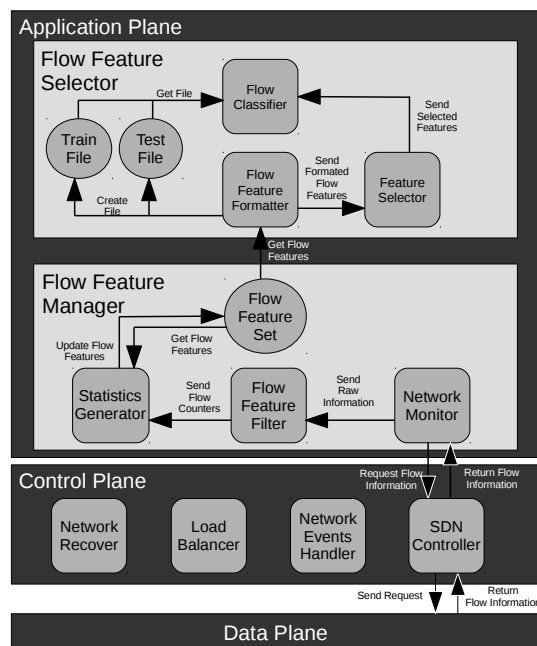 Application Plane
Flow Feature
Selector
Flow
Classifier
Get File
Send
Selected
Features
Train
File
Test
File
Flow
Feature
Formatter
Send
Formated
Flow
Features
Feature
Selector
Create
File
Get Flow
Features
Flow Feature
Manager
Flow
Feature
Set
Update Flow
Features
Get Flow
Features
Statistics
Generator
Send
Flow
Counters
Flow
Feature
Filter
Send
Raw
Information
Network
Monitor
Control Plane
Request Flow
Information
Return Flow
Information
Network
Recover
Load
Balancer
Network
Events
Handler
SDN
Controller
Send Request
Return
Flow Information
Data Plane